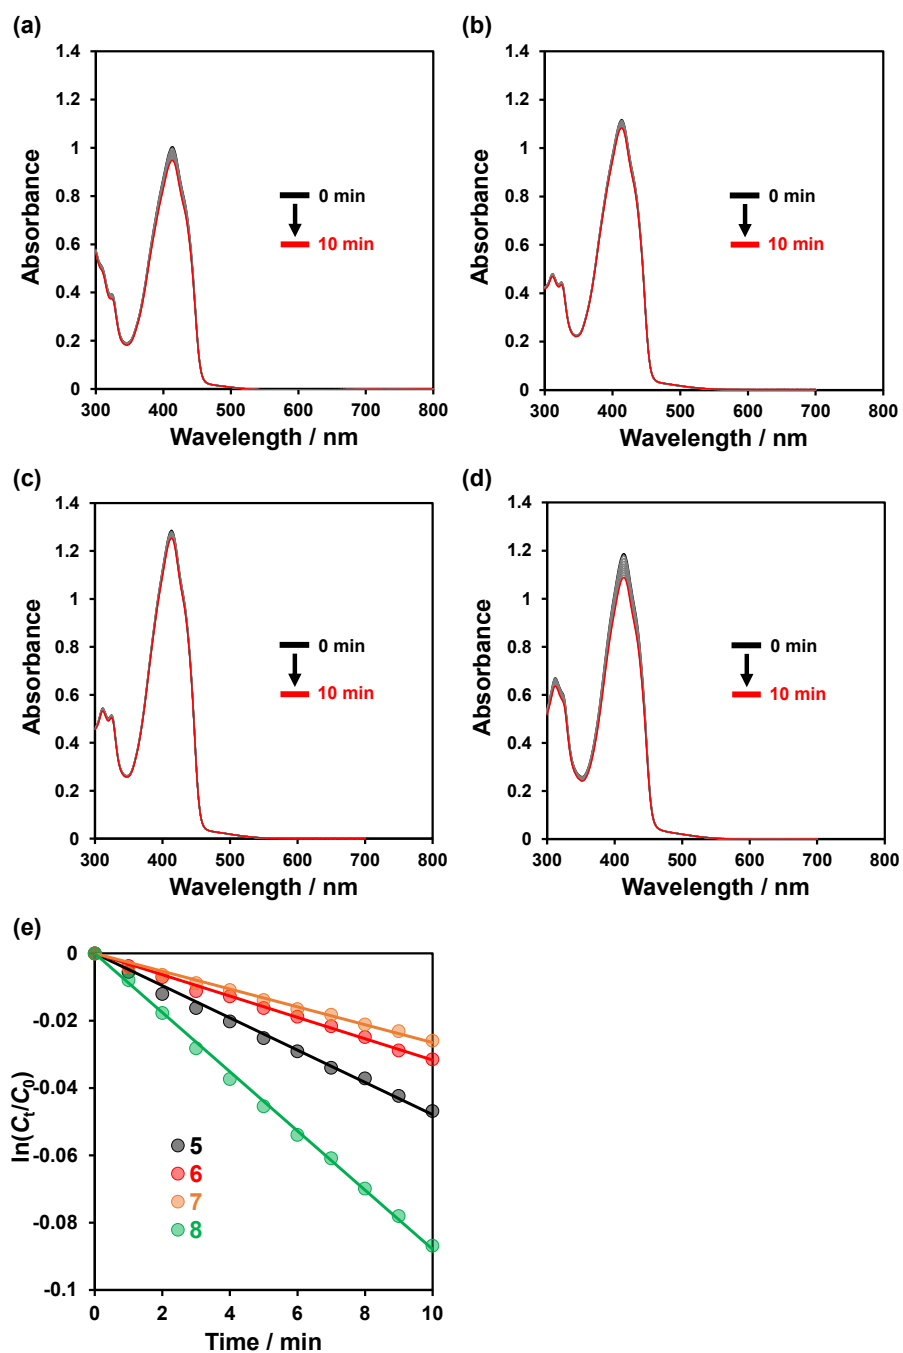 (a)
1.4
1.2
1
0.8
0.6
0.4
0.2
0
Absorbance
0 min
10 min
300 400 500 600 700 800
Wavelength / nm
(b)
1.4
1.2
1
0.8
0.6
0.4
0.2
0
Absorbance
0 min
10 min
300 400 500 600 700 800
Wavelength / nm
(c)
1.4
1.2
1
0.8
0.6
0.4
0.2
0
Absorbance
0 min
10 min
300 400 500 600 700 800
Wavelength / nm
(d)
1.4
1.2
1
0.8
0.6
0.4
0.2
0
Absorbance
0 min
10 min
300 400 500 600 700 800
Wavelength / nm
(e)
0
-0.02
-0.04
-0.06
-0.08
-0.1
ln(Ct/C0)
5
6
7
8
0 2 4 6 8 10
Time / min